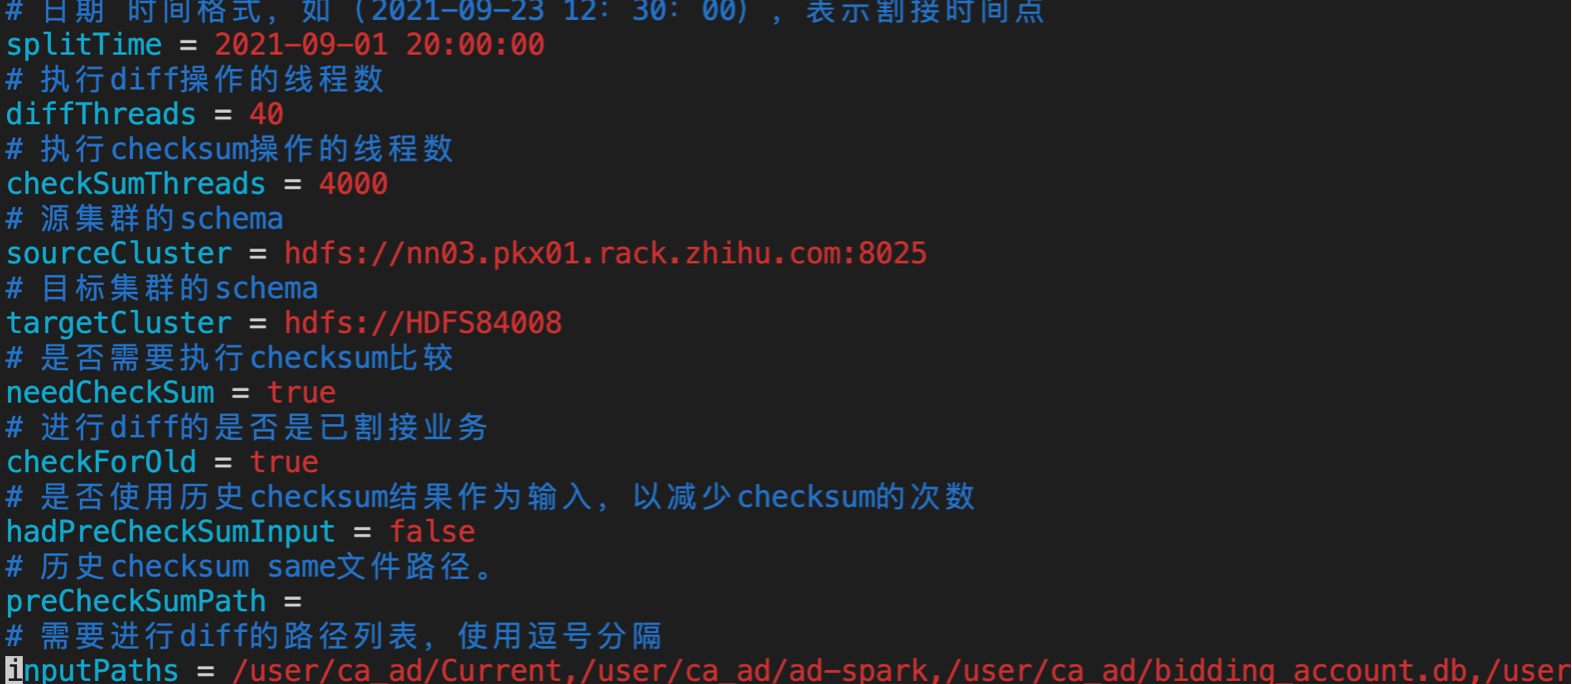 # 日期 时间格式，如（2021-09-23 12：30：00），表示割接时间点
splitTime = 2021-09-01 20:00:00
# 执行diff操作的线程数
diffThreads = 40
# 执行checksum操作的线程数
checkSumThreads = 4000
# 源集群的schema
sourceCluster = hdfs://nn03.pkx01.rack.zhihu.com:8025
# 目标集群的schema
targetCluster = hdfs://HDFS84008
# 是否需要执行checksum比较
needCheckSum = true
# 进行diff的是否是已割接业务
checkForOld = true
# 是否使用历史checksum结果作为输入，以减少checksum的次数
hadPreCheckSumInput = false
# 历史checksum same文件路径。
preCheckSumPath =
# 需要进行diff的路径列表，使用逗号分隔
inputPaths = /user/ca_ad/Current,/user/ca_ad/ad-spark,/user/ca_ad/bidding_account.db,/user